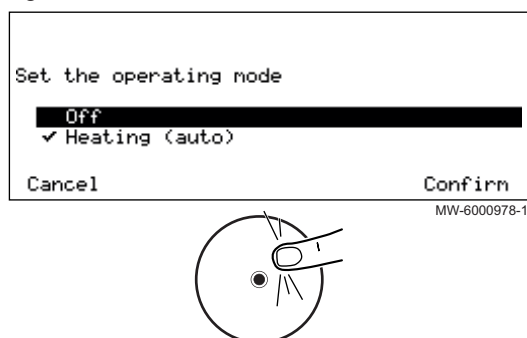 Set the operating mode
Off
✔ Heating (auto)
Cancel Confirm
MW-6000978-1